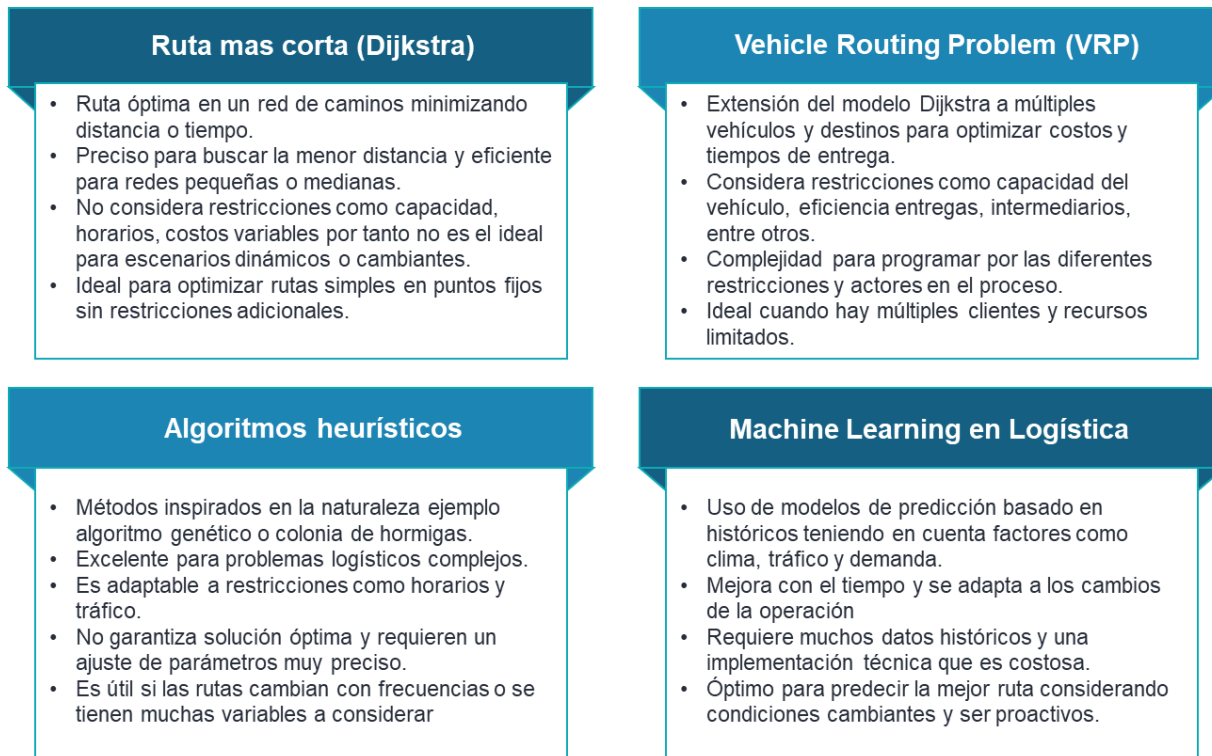 Ruta mas corta (Dijkstra)
• Ruta óptima en un red de caminos minimizando
distancia o tiempo.
• Preciso para buscar la menor distancia y eficiente
para redes pequeñas o medianas.
• No considera restricciones como capacidad,
horarios, costos variables por tanto no es el ideal
para escenarios dinámicos o cambiantes.
• Ideal para optimizar rutas simples en puntos fijos
sin restricciones adicionales.
Vehicle Routing Problem (VRP)
• Extensión del modelo Dijkstra a múltiples
vehículos y destinos para optimizar costos y
tiempos de entrega.
• Considera restricciones como capacidad del
vehículo, eficiencia entregas, intermediarios,
entre otros.
• Complejidad para programar por las diferentes
restricciones y actores en el proceso.
• Ideal cuando hay múltiples clientes y recursos
limitados.
Algoritmos heurísticos
• Métodos inspirados en la naturaleza ejemplo
algoritmo genético o colonia de hormigas.
• Excelente para problemas logísticos complejos.
• Es adaptable a restricciones como horarios y
tráfico.
• No garantiza solución óptima y requieren un
ajuste de parámetros muy preciso.
• Es útil si las rutas cambian con frecuencias o se
tienen muchas variables a considerar
Machine Learning en Logística
• Uso de modelos de predicción basado en
históricos teniendo en cuenta factores como
clima, tráfico y demanda.
• Mejora con el tiempo y se adapta a los cambios
de la operación
• Requiere muchos datos históricos y una
implementación técnica que es costosa.
• Óptimo para predecir la mejor ruta considerando
condiciones cambiantes y ser proactivos.